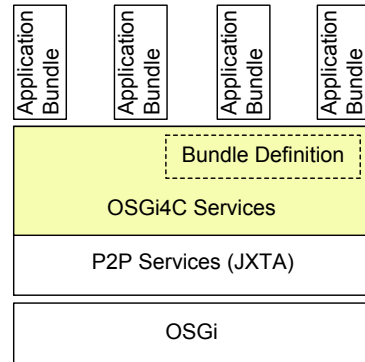 Application
Bundle
Application
Bundle
Application
Bundle
Application
Bundle
Bundle Definition
OSGi4C Services
P2P Services (JXTA)
OSGi